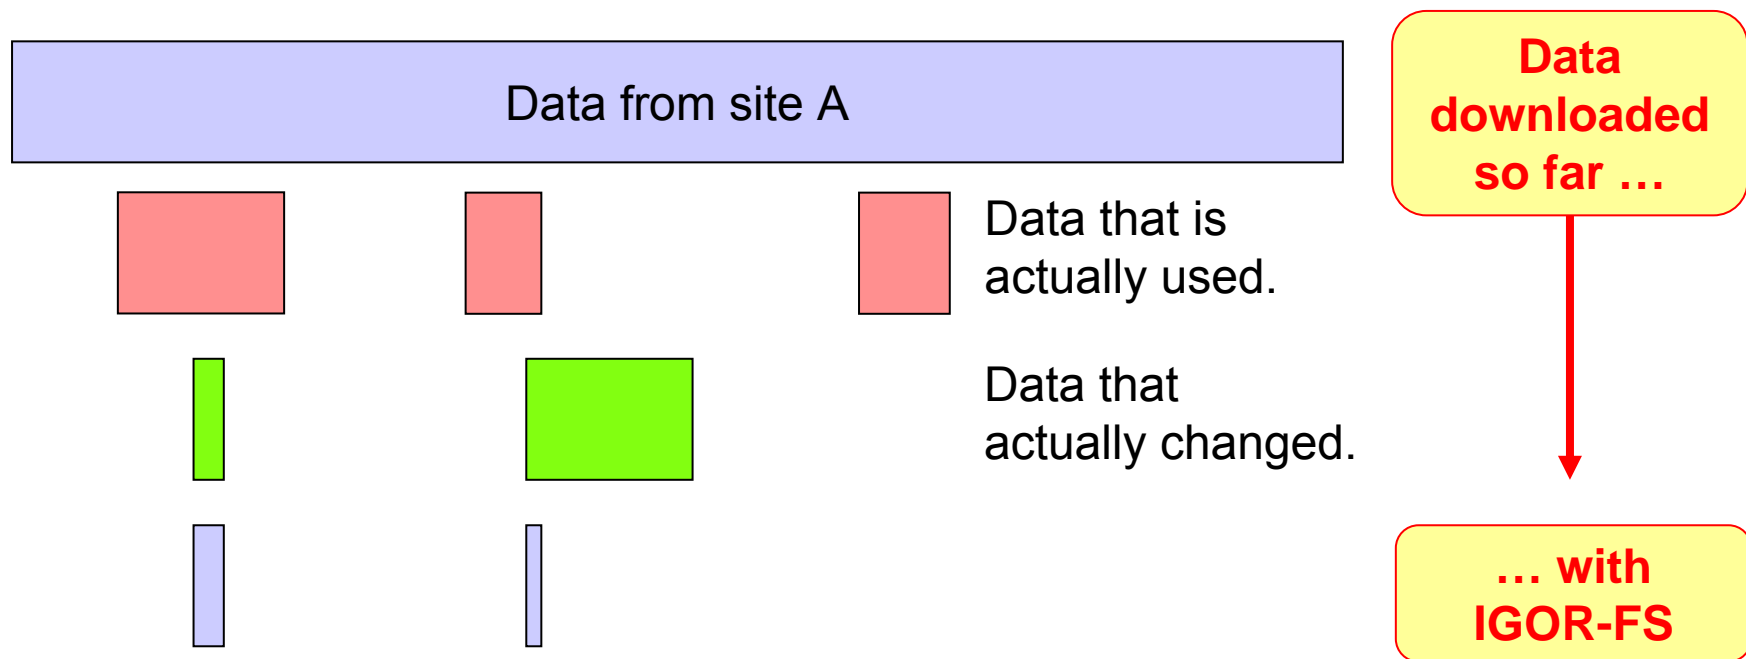 Data from site A
Data
downloaded
so far …
Data that is
actually used.
Data that
actually changed.
… with
IGOR-FS